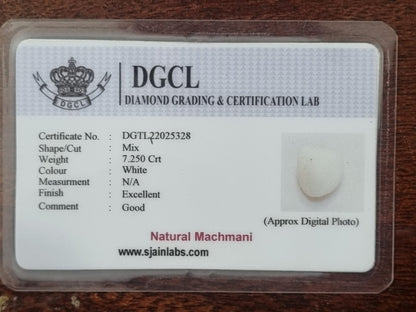 DGCL
DIAMOND GRADING & CERTIFICATION LAB
DGCL
Certificate No. : DGTL22025328
Shape/Cut : Mix
Weight : 7.250 Crt
Colour : White
Measurment : N/A
Finish : Excellent
Comment : Good
(Approx Digital Photo)
Natural Machmani
www.sjainlabs.com